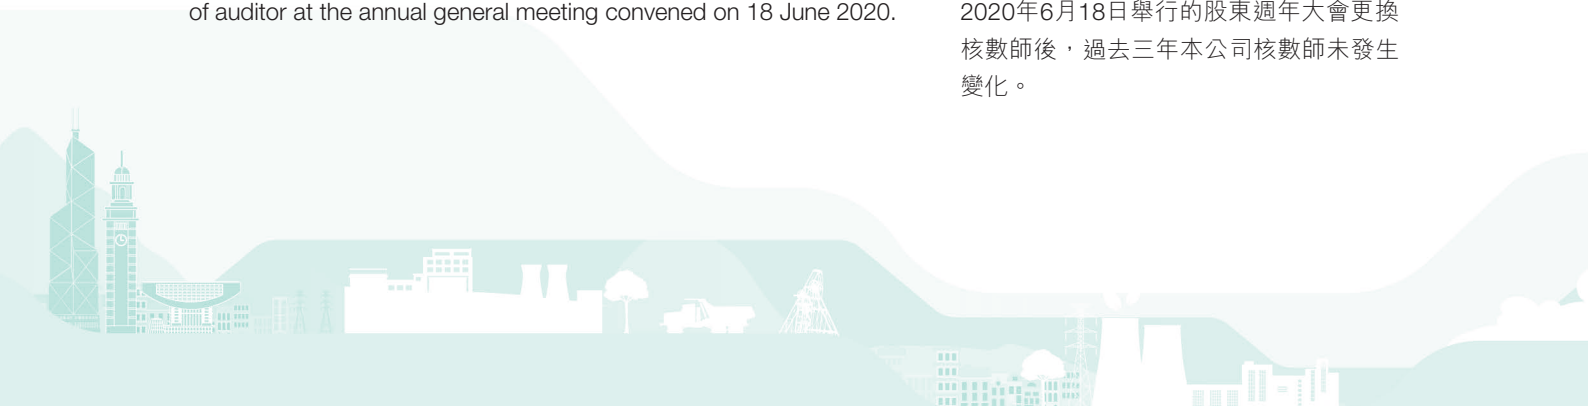 of auditor at the annual general meeting convened on 18 June 2020.
2020年6月18日舉行的股東週年大會更換
核數師後，過去三年本公司核數師未發生
變化。